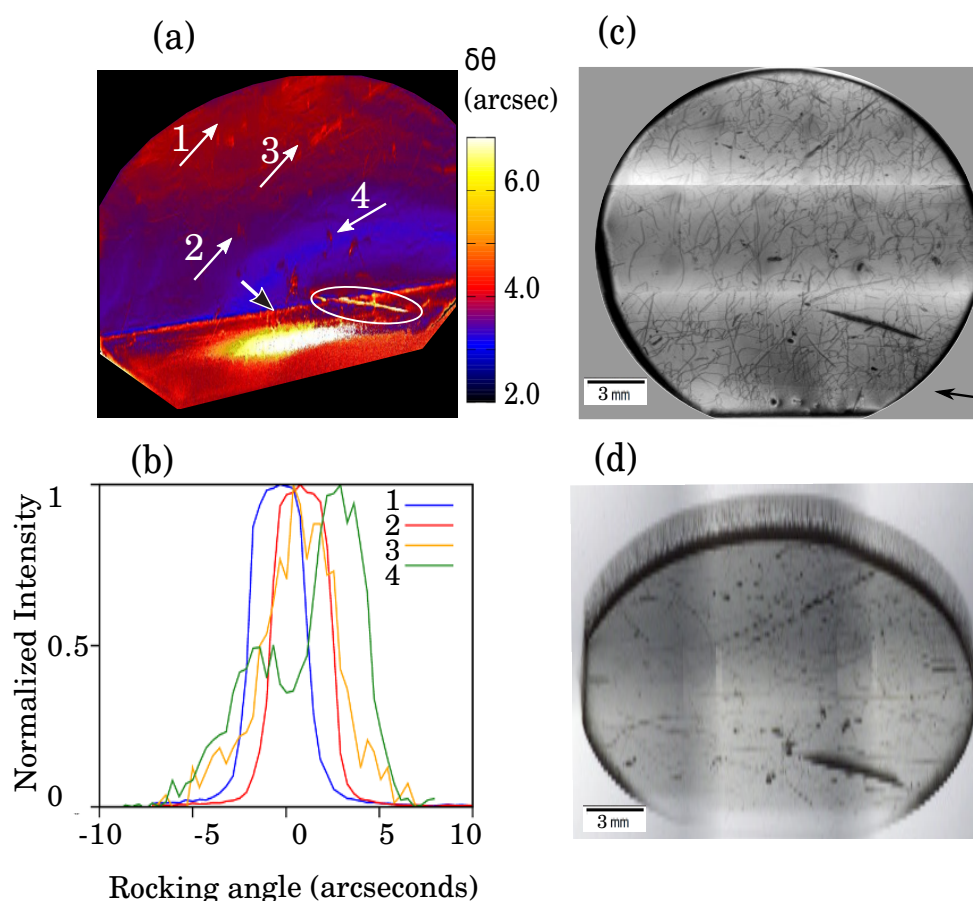 (a)
δθ
(arcsec)
1
3
4
2
6.0
4.0
2.0
(b)
1
0.5
0
1
2
3
4
-10
-5
0
5
10
Normalized Intensity
Rocking angle (arcseconds)
(c)
3 mm
(d)
3 mm